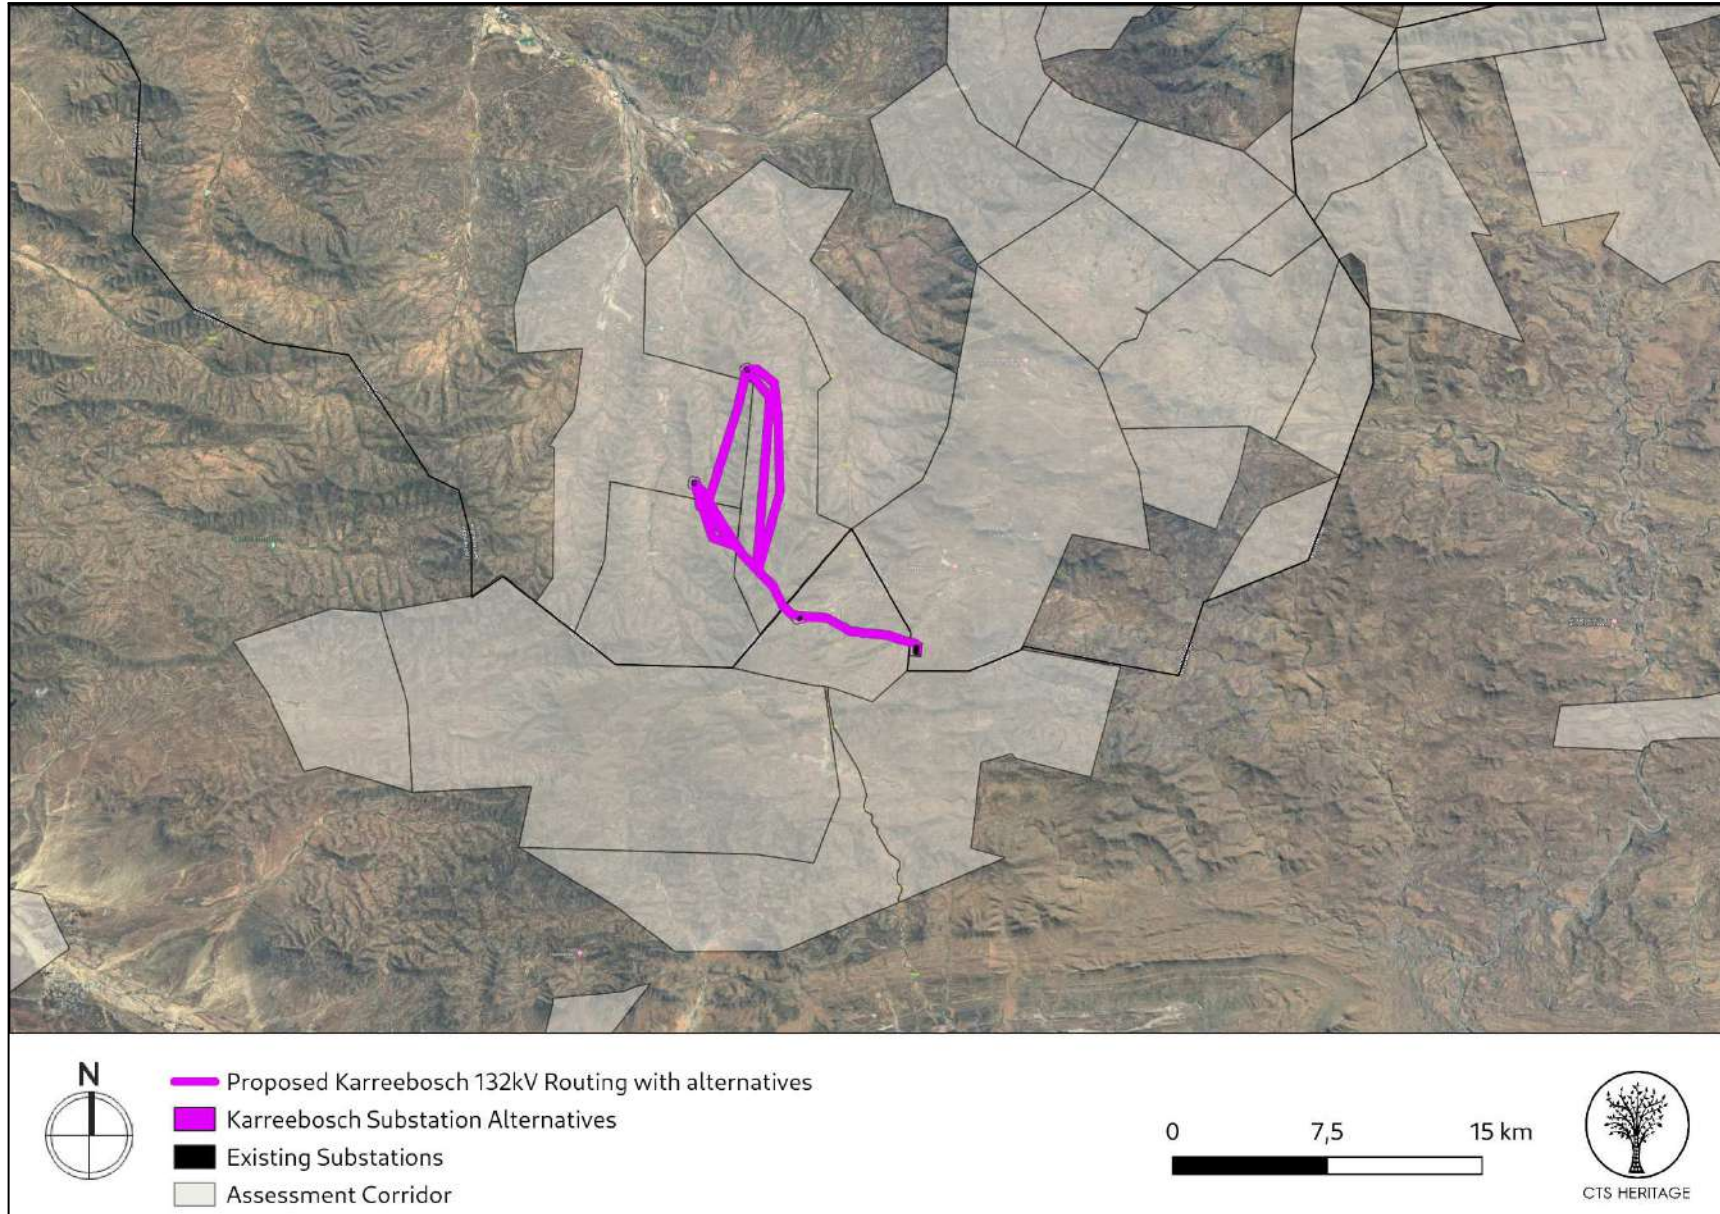 N
Proposed Karreebosch 132kV Routing with alternatives
Karreebosch Substation Alternatives
Existing Substations
Assessment Corridor
0 7,5 15 km
CTS HERITAGE